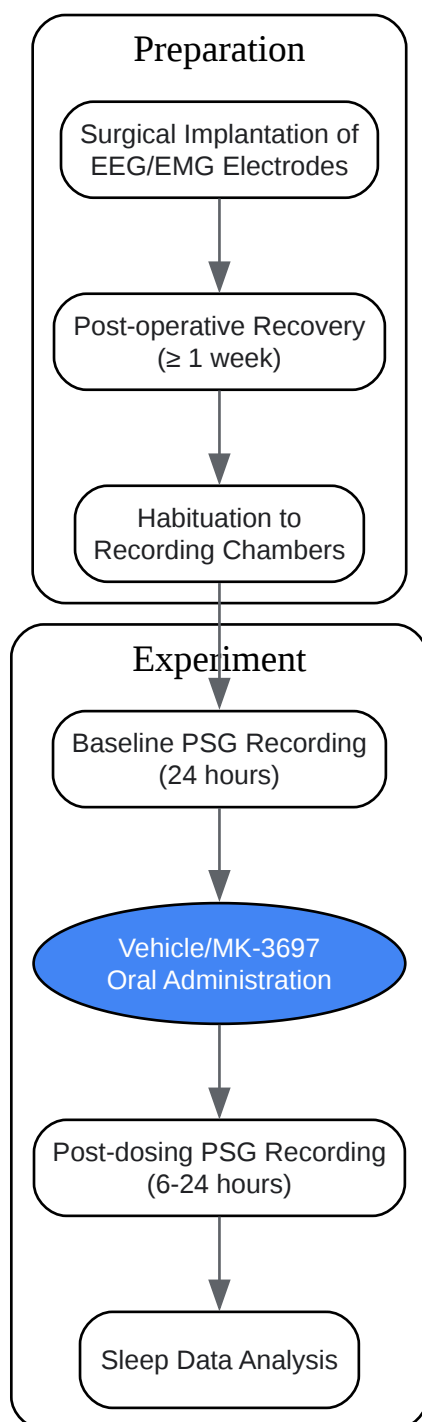 Preparation
Surgical Implantation of
EEG/EMG Electrodes
Post-operative Recovery
(≥ 1 week)
Habituation to
Recording Chambers
Experiment
Baseline PSG Recording
(24 hours)
Vehicle/MK-3697
Oral Administration
Post-dosing PSG Recording
(6-24 hours)
Sleep Data Analysis